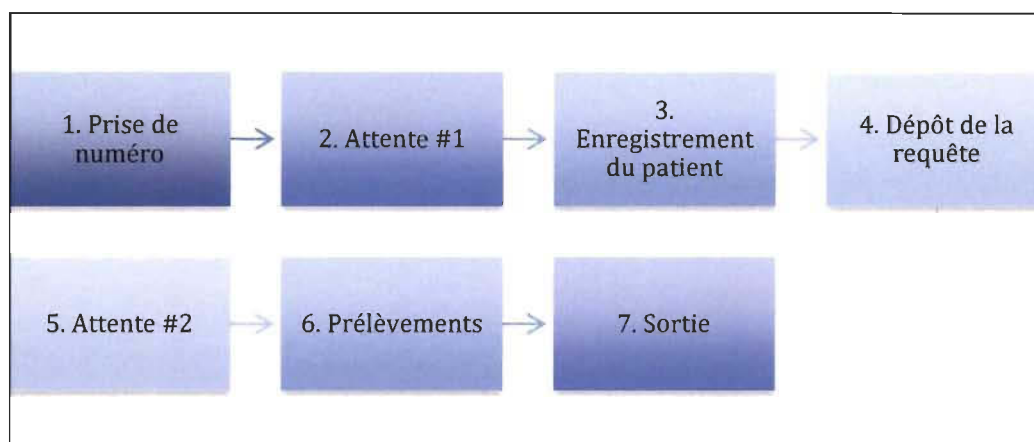 1. Prise de
numéro
2. Attente #1
3.
Enregistrement
du patient
4. Dépôt de la
requête
5. Attente #2
6. Prélèvements
7. Sortie